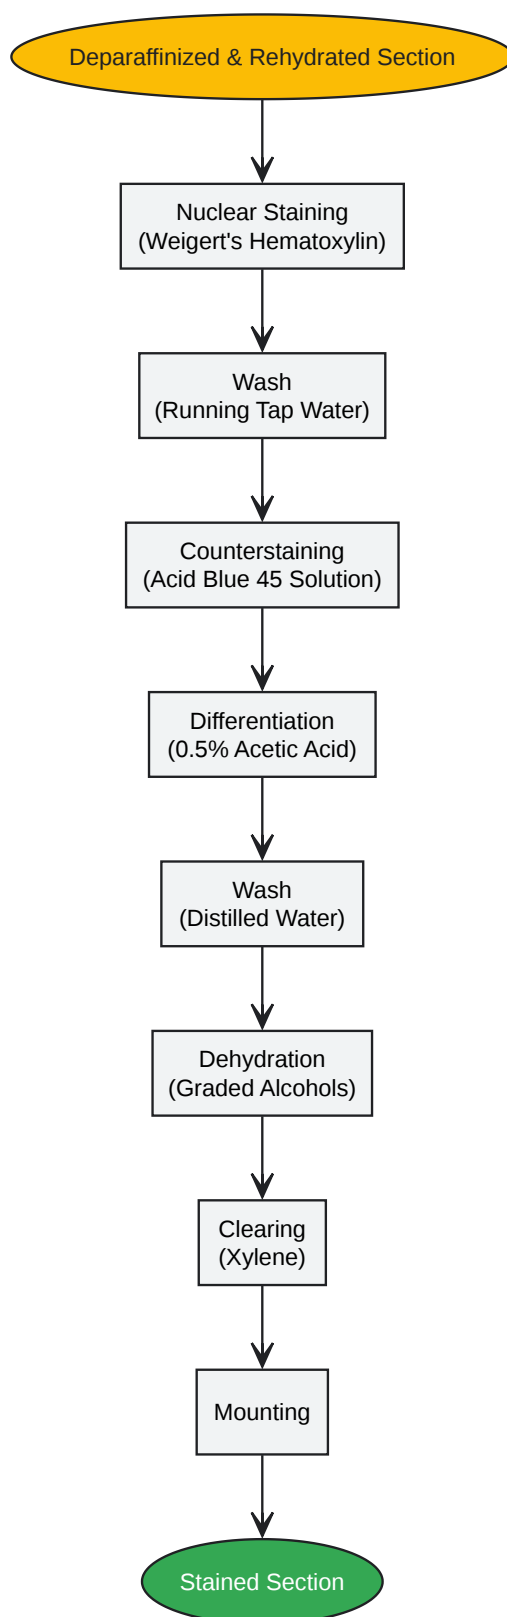 Deparaffinized & Rehydrated Section
Nuclear Staining
(Weigert's Hematoxylin)
Wash
(Running Tap Water)
Counterstaining
(Acid Blue 45 Solution)
Differentiation
(0.5% Acetic Acid)
Wash
(Distilled Water)
Dehydration
(Graded Alcohols)
Clearing
(Xylene)
Mounting
Stained Section